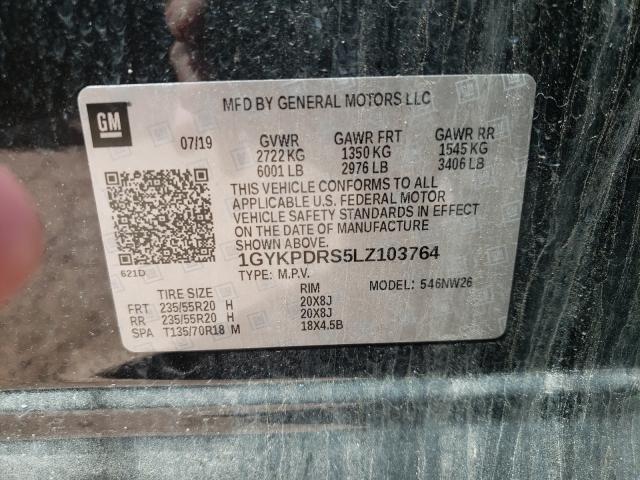 MFD BY GENERAL MOTORS LLC
GM
07/19 GVWR GAWR FRT GAWR RR
2722 KG 1350 KG 1545 KG
6001 LB 2976 LB 3406 LB
THIS VEHICLE CONFORMS TO ALL
APPLICABLE U.S. FEDERAL MOTOR
VEHICLE SAFETY STANDARDS IN EFFECT
ON THE DATE OF MANUFACTURE
SHOWN ABOVE.
1GYKPDRS5LZ103764
621D
TYPE: M.P.V. MODEL: 546NW26
TIRE SIZE RIM
FRT 235/55R20 H 20X8J
RR 235/55R20 H 20X8J
SPA T135/70R18 M 18X4.5B